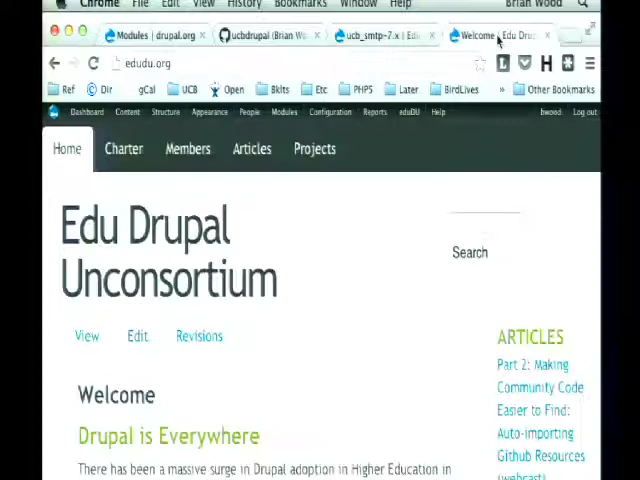 Chrome File Edit View History Bookmarks Window Help Brian Wood
Modules | drupal.org × ucbdrupal (Brian Wo × ucb_smtp-7.x | Edi × Welcome | Edu Drup ×
edudu.org
Ref Dir gCal UCB Open Bklts Etc PHP5 Later BirdLives » Other Bookmarks
Dashboard Content Structure Appearance People Modules Configuration Reports eduDU Help bwood Log out
Home Charter Members Articles Projects
Edu Drupal
Unconsortium
Search
View Edit Revisions
ARTICLES
Part 2: Making
Community Code
Easier to Find:
Auto-importing
Github Resources
(webcast)
Welcome
Drupal is Everywhere
There has been a massive surge in Drupal adoption in Higher Education in